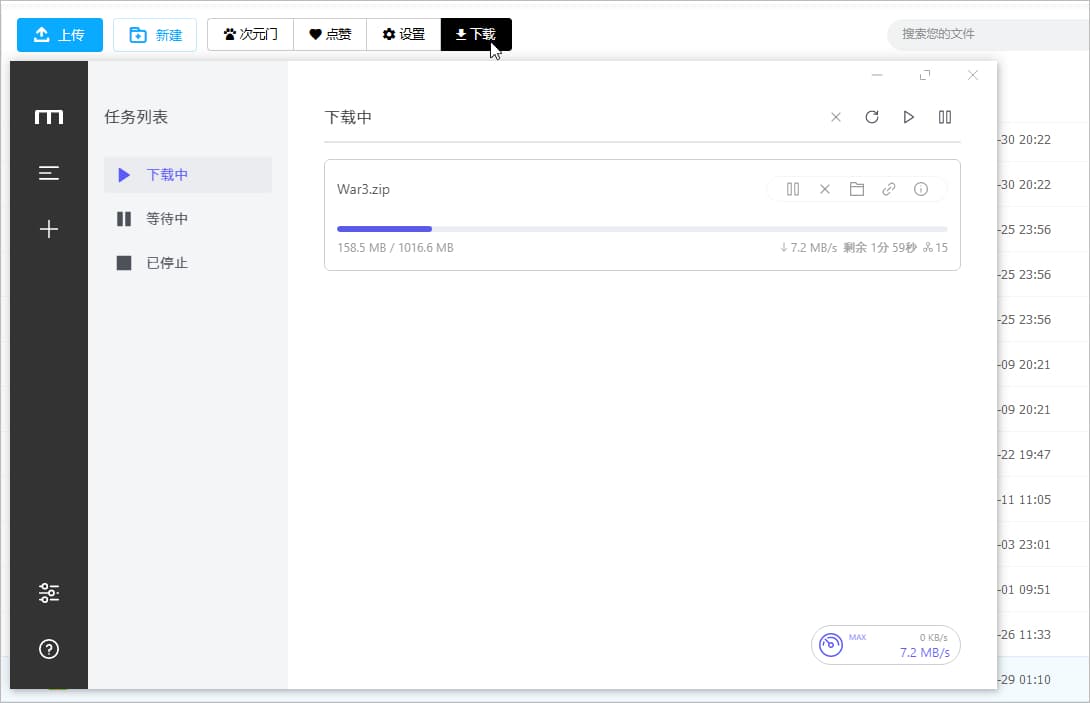 上传 新建 次元门 点赞 设置 下载 搜索您的文件
m
任务列表
下载中
等待中
已停止
下载中
War3.zip
158.5 MB / 1016.6 MB
↓ 7.2 MB/s 剩余 1分 59秒 15
MAX
0 KB/s
7.2 MB/s
-30 20:22
-30 20:22
-25 23:56
-25 23:56
-25 23:56
-09 20:21
-09 20:21
-22 19:47
-11 11:05
-03 23:01
-01 09:51
-26 11:33
-29 01:10